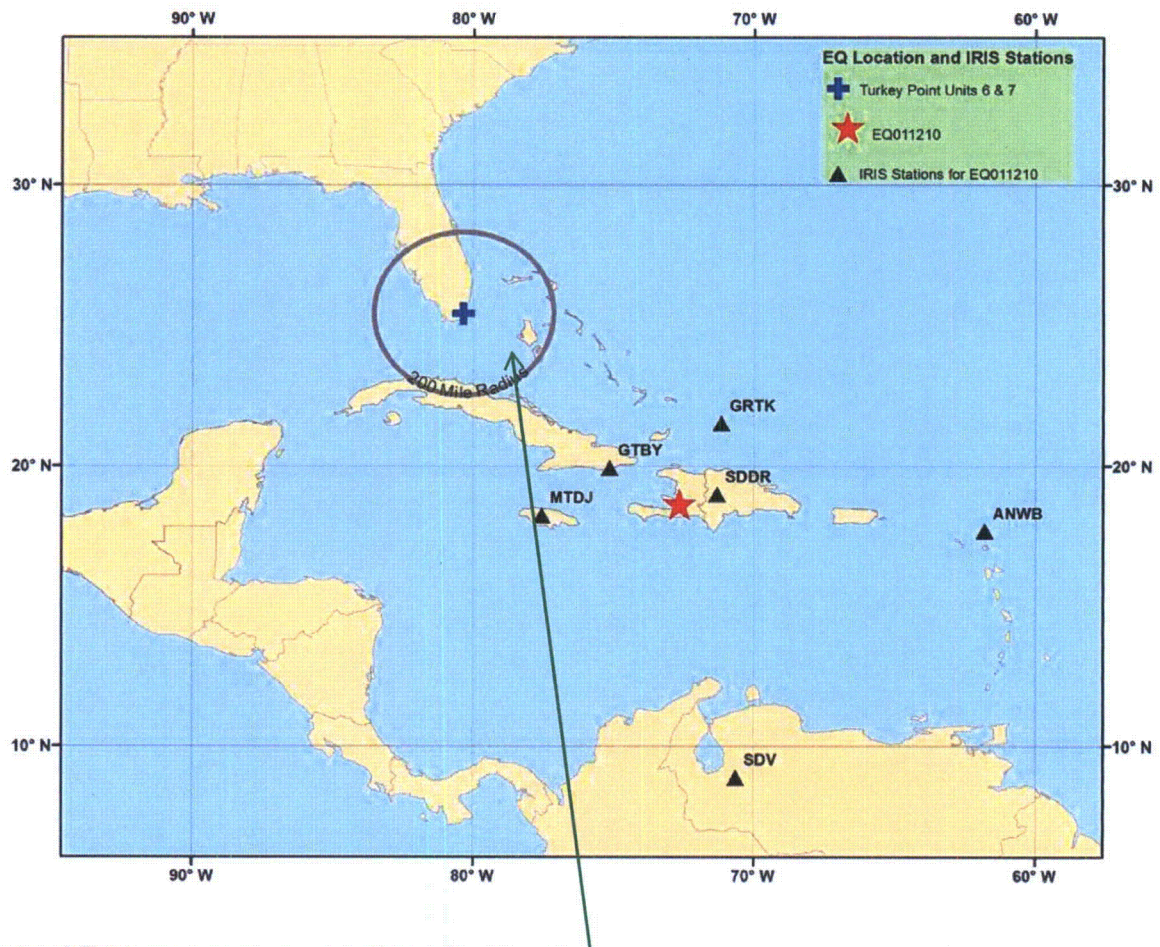 90° W 80° W 70° W 60° W
EQ Location and IRIS Stations
Turkey Point Units 6 & 7
EQ011210
IRIS Stations for EQ011210
30° N 30° N
200 Mile Radius
GRTK
GTBY
20° N 20° N
SDDR
MTDJ
ANWB
10° N 10° N
SDV
90° W 80° W 70° W 60° W